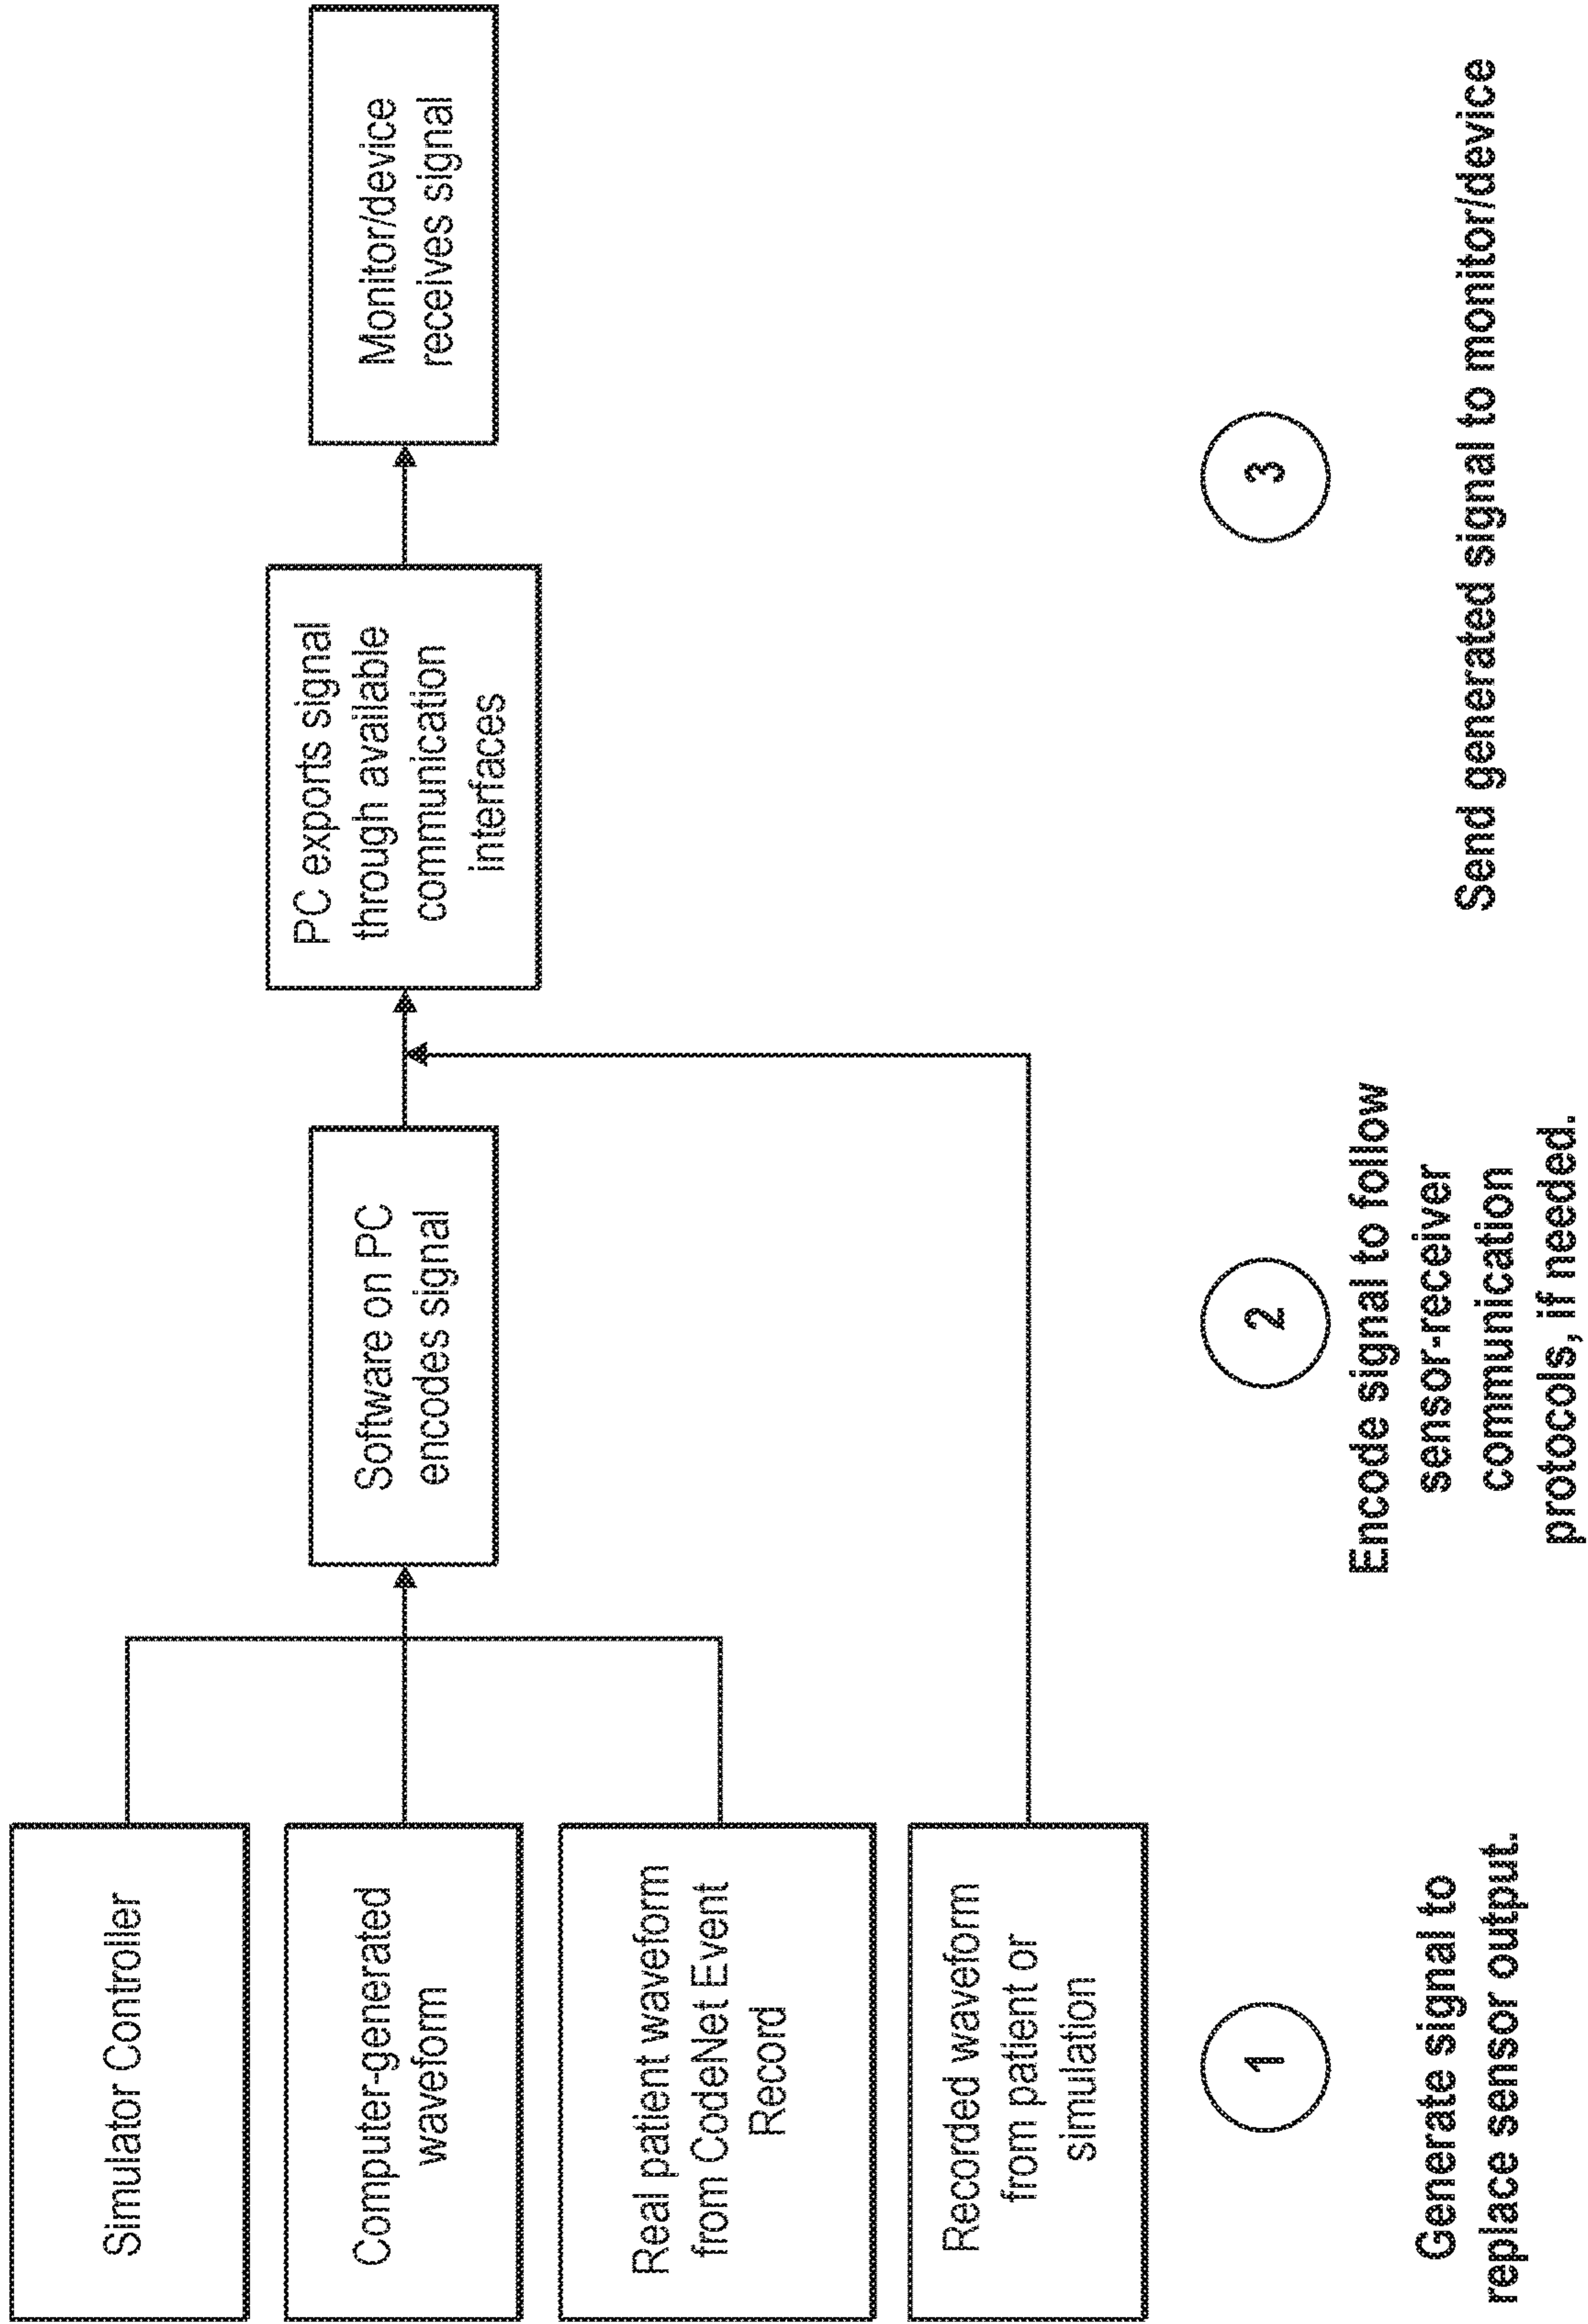 Simulator Controller
Computer-generated
waveform
Real patient waveform
from CodeNet Event
Record
Recorded waveform
from patient or
simulation
Software on PC
encodes signal
PC exports signal
through available
communication
interfaces
Monitor/device
receives signal
1
Generate signal to
replace sensor output.
2
Encode signal to follow
sensor-receiver
communication
protocols, if needed.
3
Send generated signal to monitor/device